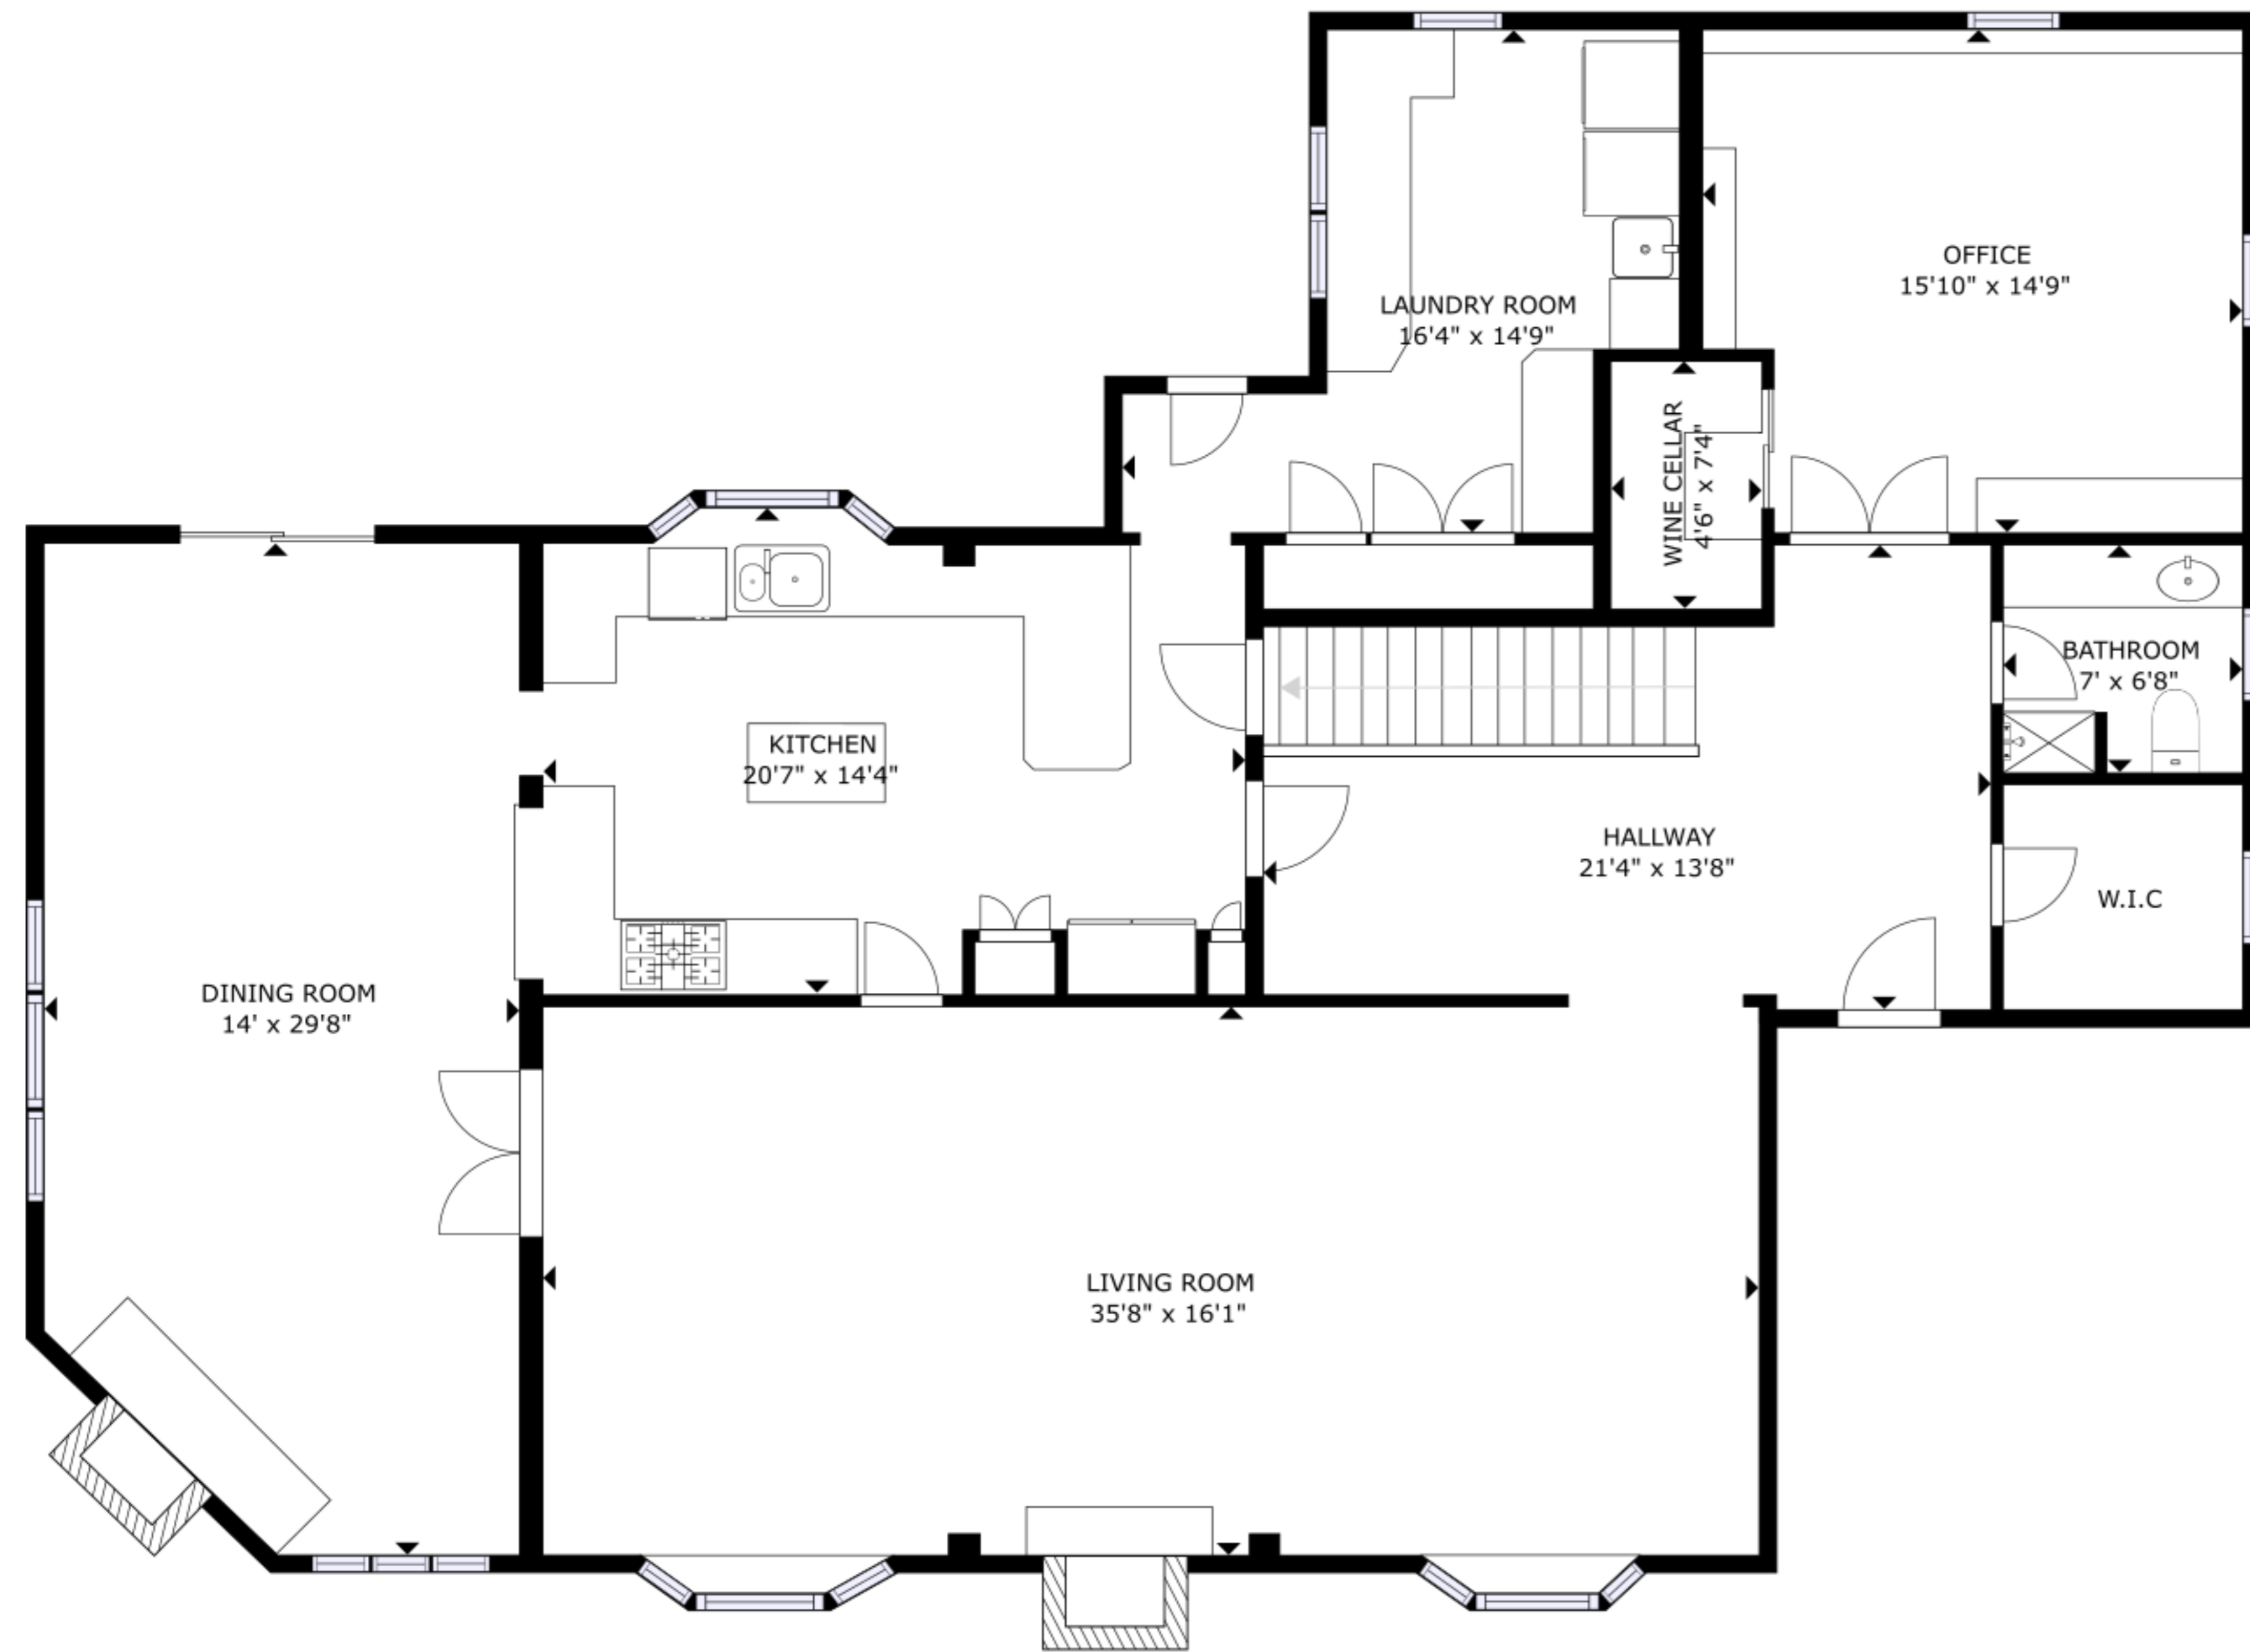 OFFICE
15'10" x 14'9"
LAUNDRY ROOM
16'4" x 14'9"
WINE CELLAR
4'6" x 7'4"
BATHROOM
7' x 6'8"
KITCHEN
20'7" x 14'4"
HALLWAY
21'4" x 13'8"
W.I.C
DINING ROOM
14' x 29'8"
LIVING ROOM
35'8" x 16'1"